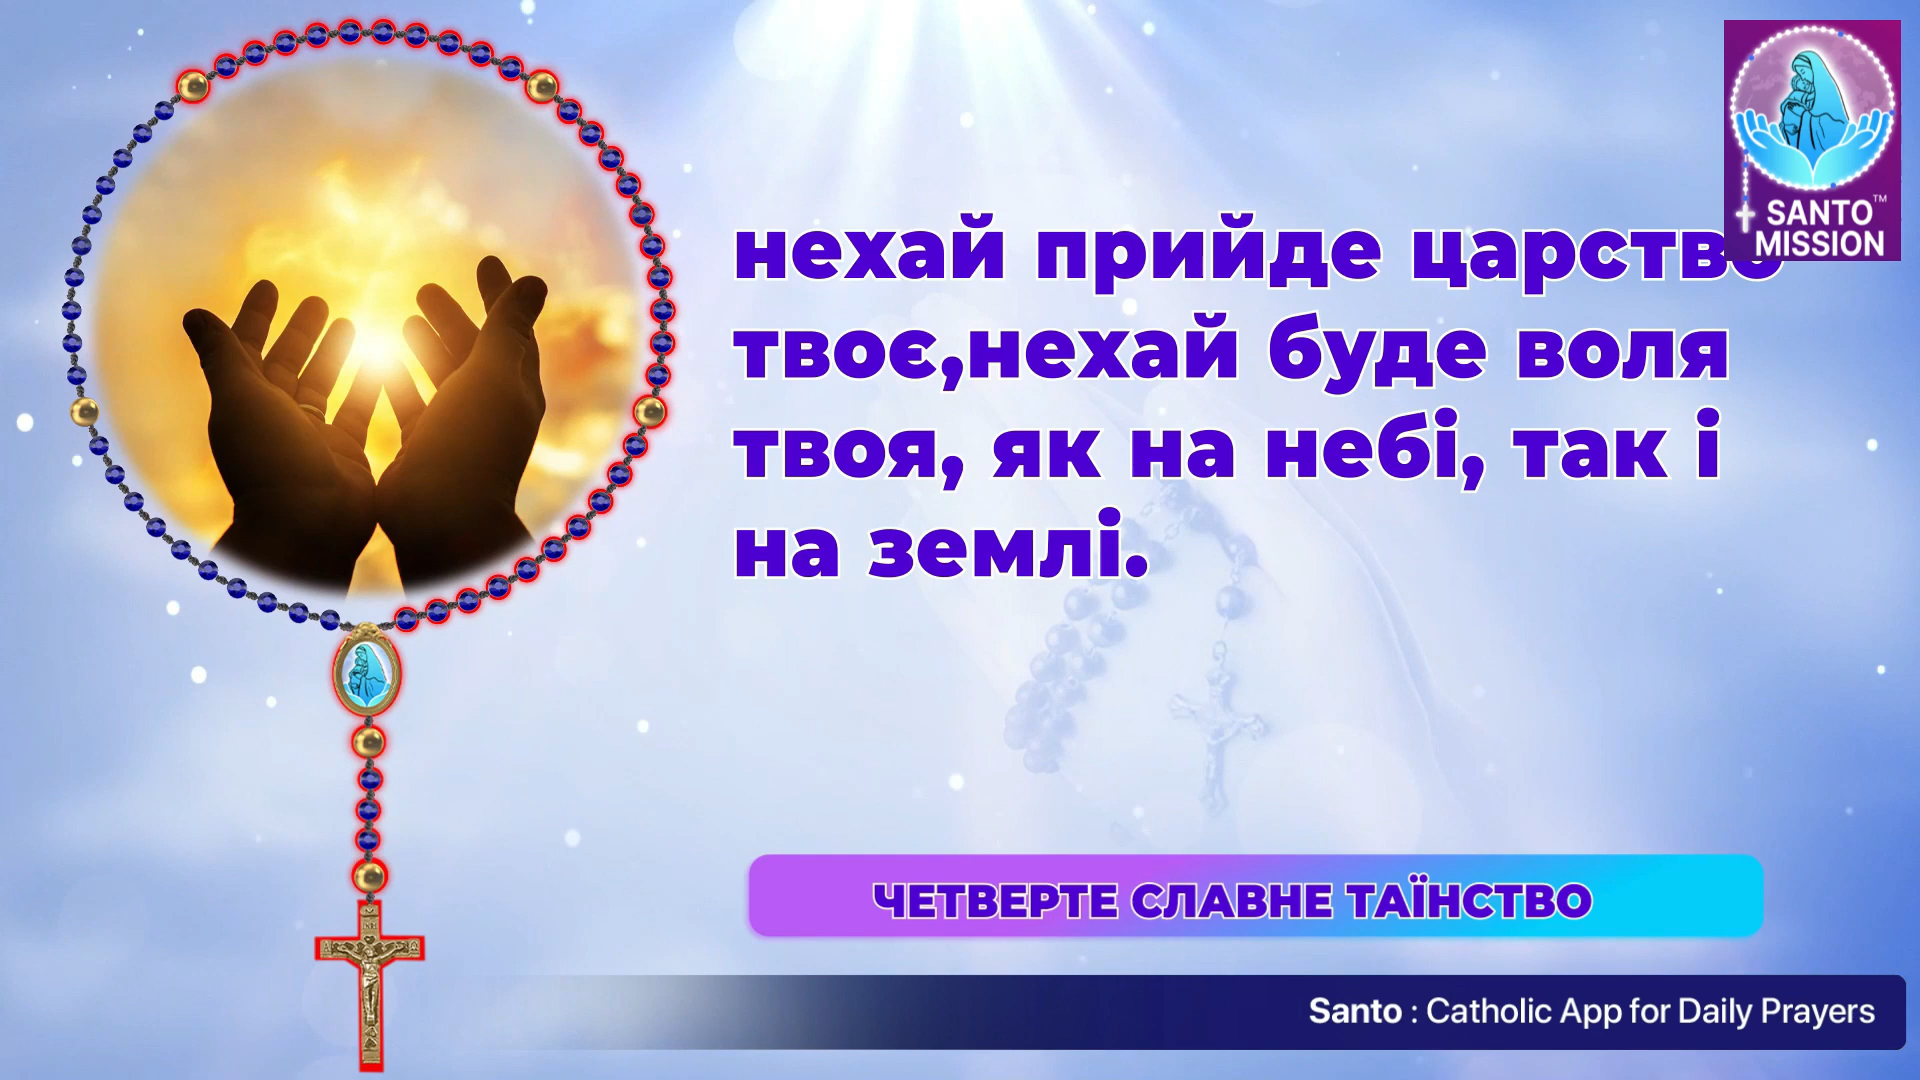 SANTO™
MISSION
нехай прийде царство
твоє,нехай буде воля
твоя, як на небі, так і
на землі.
ЧЕТВЕРТЕ СЛАВНЕ ТАЇНСТВО
Santo : Catholic App for Daily Prayers